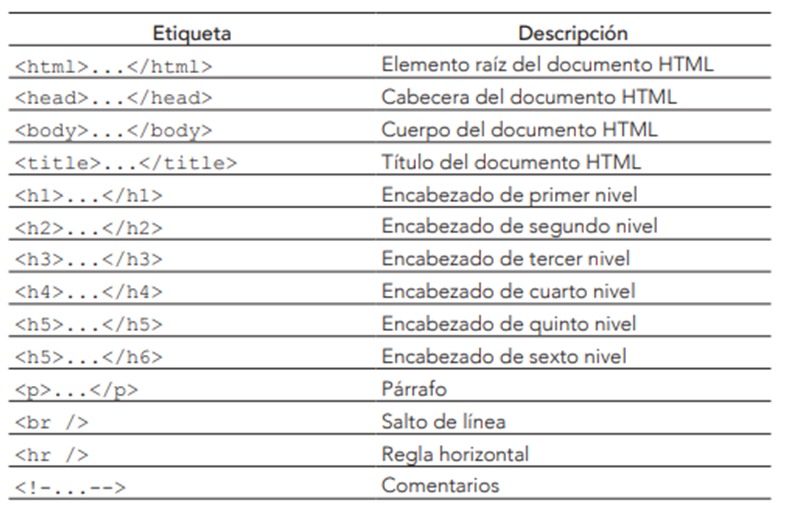 Etiqueta Descripción
<html>...</html> Elemento raíz del documento HTML
<head>...</head> Cabecera del documento HTML
<body>...</body> Cuerpo del documento HTML
<title>...</title> Título del documento HTML
<h1>...</h1> Encabezado de primer nivel
<h2>...</h2> Encabezado de segundo nivel
<h3>...</h3> Encabezado de tercer nivel
<h4>...</h4> Encabezado de cuarto nivel
<h5>...</h5> Encabezado de quinto nivel
<h5>...</h6> Encabezado de sexto nivel
<p>...</p> Párrafo
<br /> Salto de línea
<hr /> Regla horizontal
<!-...--> Comentarios